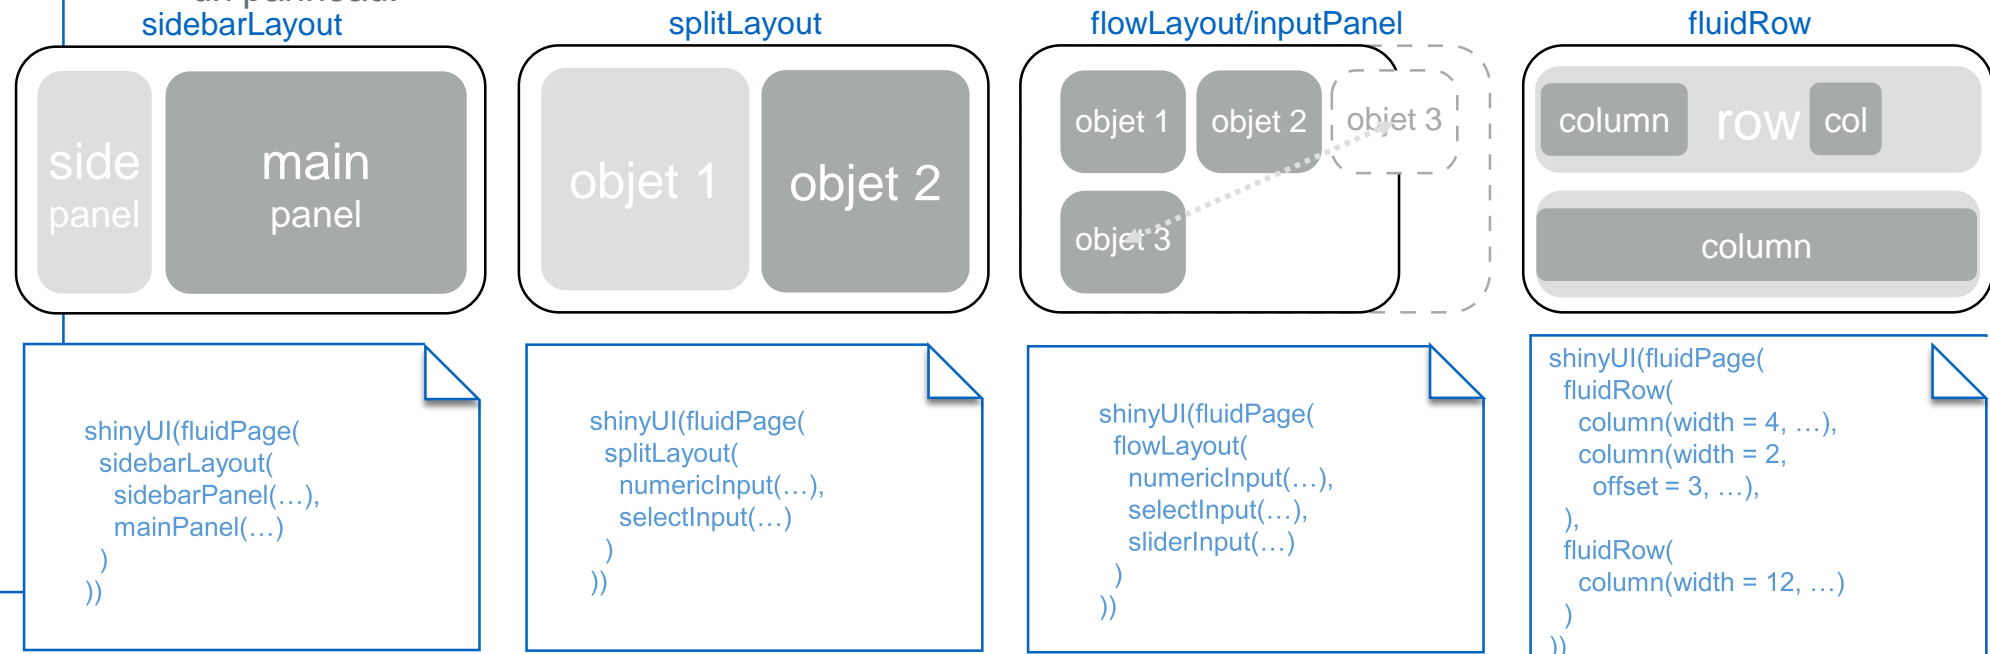 un panneau.
sidebarLayout
side
panel
main
panel
shinyUI(fluidPage(
sidebarLayout(
sidebarPanel(…),
mainPanel(…)
)
))
splitLayout
objet 1
objet 2
shinyUI(fluidPage(
splitLayout(
numericInput(…),
selectInput(…)
)
))
flowLayout/inputPanel
objet 1
objet 2
objet 3
objet 3
shinyUI(fluidPage(
flowLayout(
numericInput(…),
selectInput(…),
sliderInput(…)
)
))
fluidRow
column
row
col
column
shinyUI(fluidPage(
fluidRow(
column(width = 4, …),
column(width = 2,
offset = 3, …),
),
fluidRow(
column(width = 12, …)
)
))